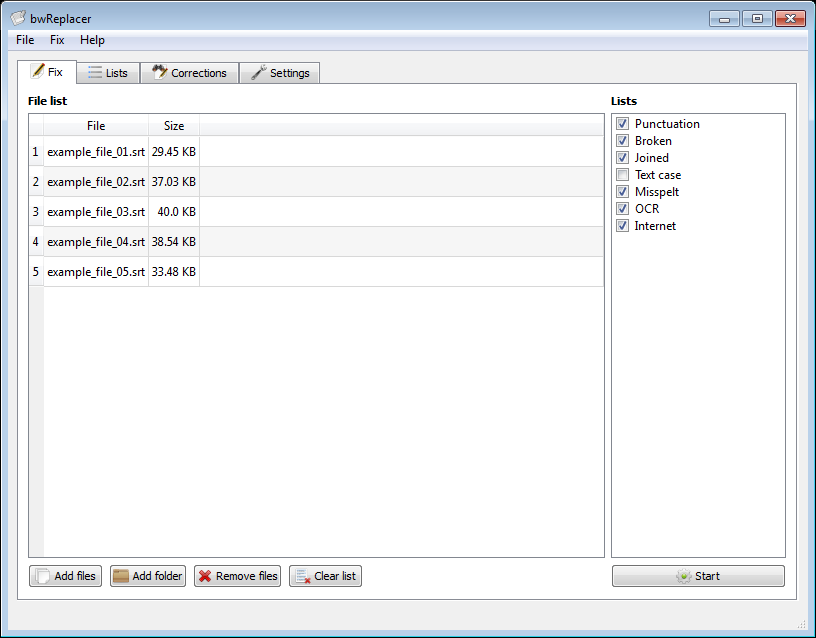 bwReplacer
File Fix Help
Fix Lists Corrections Settings
File list
File Size
1 example_file_01.srt 29.45 KB
2 example_file_02.srt 37.03 KB
3 example_file_03.srt 40.0 KB
4 example_file_04.srt 38.54 KB
5 example_file_05.srt 33.48 KB
Lists
Punctuation
Broken
Joined
Text case
Misspelt
OCR
Internet
Add files Add folder Remove files Clear list Start